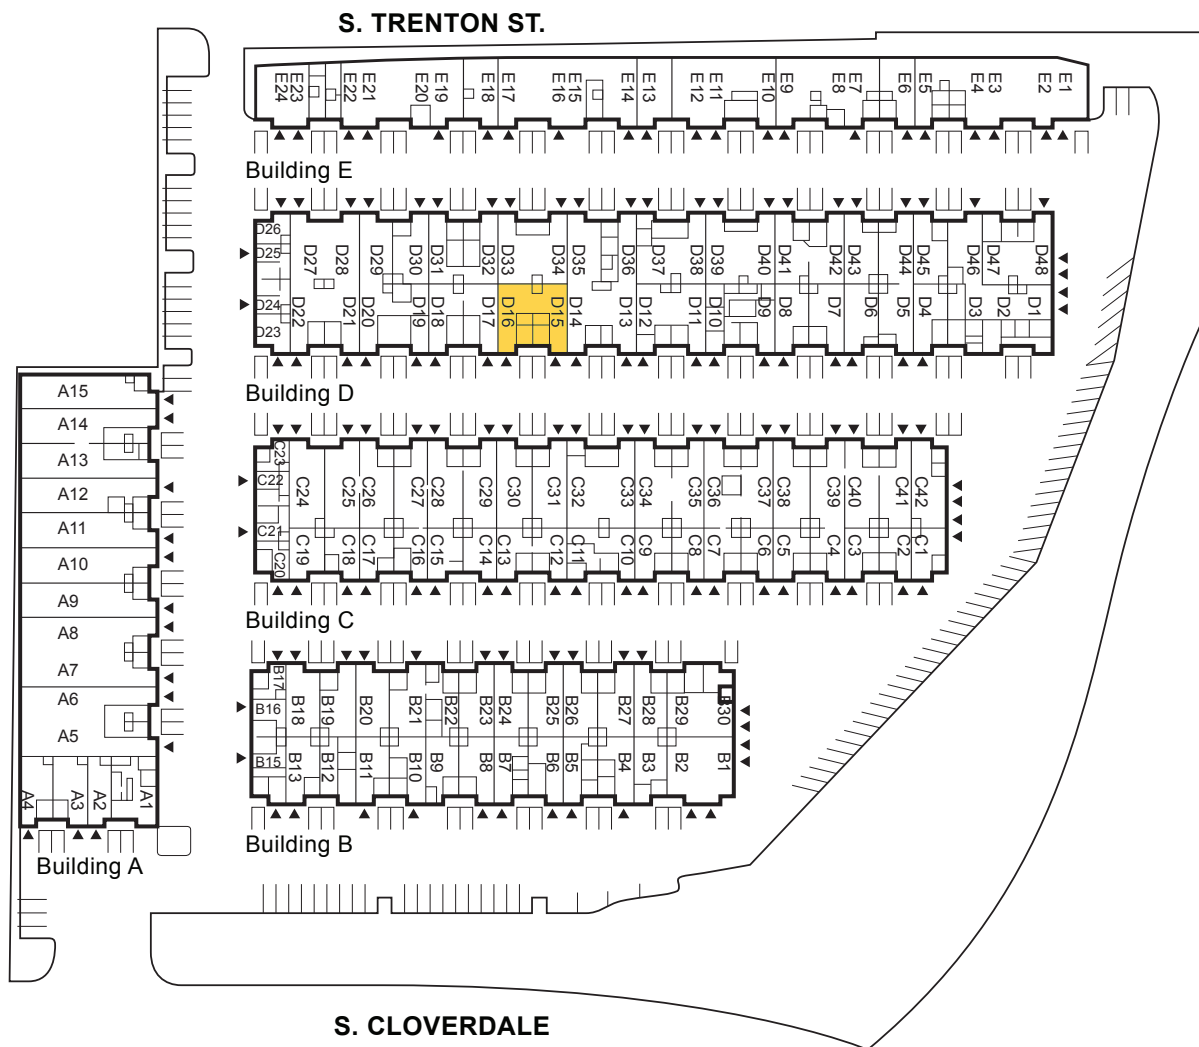 S. TRENTON ST.
E24 E23 E22 E21 E20 E19 E18 E17 E16 E15 E14 E13 E12 E11 E10 E9 E8 E7 E6 E5 E4 E3 E2 E1
Building E
D26
D25
D27 D28 D29 D30 D31 D32 D33 D34 D35 D36 D37 D38 D39 D40 D41 D42 D43 D44 D45 D46 D47 D48
D24
D23
D22 D21 D20 D19 D18 D17 D16 D15 D14 D13 D12 D11 D10 D9 D8 D7 D6 D5 D4 D3 D2 D1
Building D
C23
C22
C24 C25 C26 C27 C28 C29 C30 C31 C32 C33 C34 C35 C36 C37 C38 C39 C40 C41 C42
C21
C20
C19 C18 C17 C16 C15 C14 C13 C12 C11 C10 C9 C8 C7 C6 C5 C4 C3 C2 C1
Building C
B17
B16
B18 B19 B20 B21 B22 B23 B24 B25 B26 B27 B28 B29 B30
B15
B13 B12 B11 B10 B9 B8 B7 B6 B5 B4 B3 B2 B1
Building B
A15
A14
A13
A12
A11
A10
A9
A8
A7
A6
A5
A4 A3 A2 A1
Building A
S. CLOVERDALE